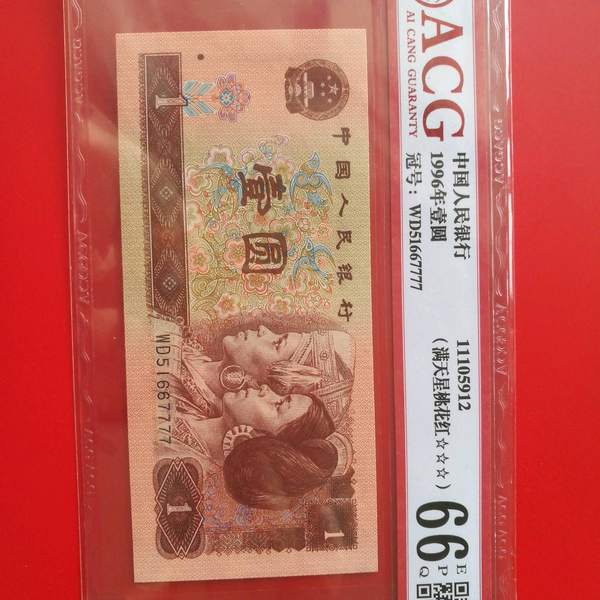 ACG
AI CANG GUARANTY
中国人民银行
1996年壹圆
冠号：WD51667777
11105912
（满天星桃花红☆☆☆）
66
E
P
Q
中国人民银行
壹圆
WD51667777
1
1
1